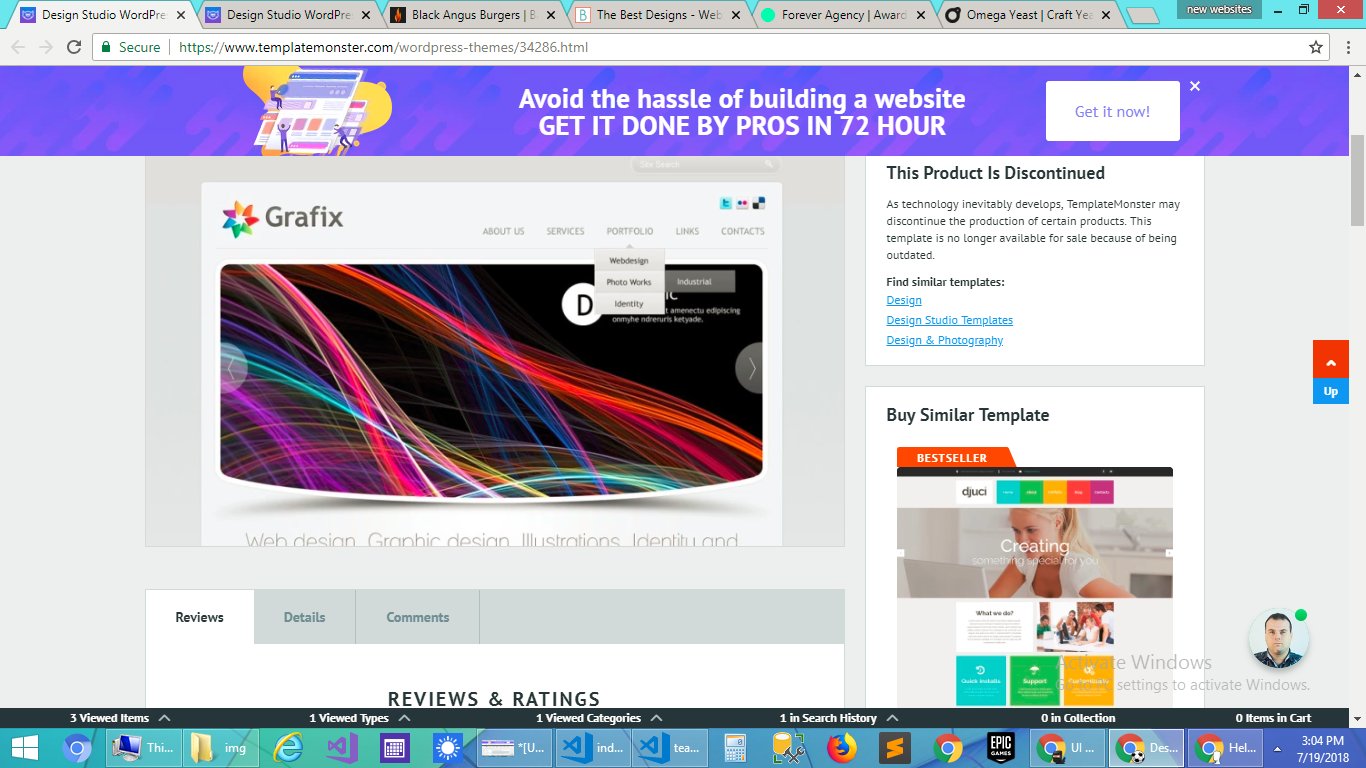 Design Studio WordPre
Design Studio WordPre
Black Angus Burgers | B
The Best Designs - Web
Forever Agency | Award
Omega Yeast | Craft Yea
new websites
Secure
https://www.templatemonster.com/wordpress-themes/34286.html
Avoid the hassle of building a website
GET IT DONE BY PROS IN 72 HOUR
Get it now!
Site Search
Grafix
ABOUT US
SERVICES
PORTFOLIO
LINKS
CONTACTS
Webdesign
Photo Works
Industrial
Identity
D
amenectu edipiscing
onmyhe ndreruris ketyade.
Web design, Graphic design, Illustrations, Identity and
This Product Is Discontinued
As technology inevitably develops, TemplateMonster may
discontinue the production of certain products. This
template is no longer available for sale because of being
outdated.
Find similar templates:
Design
Design Studio Templates
Design & Photography
Up
Buy Similar Template
BESTSELLER
djuci
Home
About
Blog
Contacts
Creating
something special for you
What we do?
Quick Installs
Support
Customizability
Reviews
Details
Comments
REVIEWS & RATINGS
Activate Windows
settings to activate Windows.
3 Viewed Items
1 Viewed Types
1 Viewed Categories
1 in Search History
0 in Collection
0 Items in Cart
Thi...
img
*[U...
ind...
tea...
EPIC
GAMES
UI ...
Des...
Hel...
3:04 PM
7/19/2018